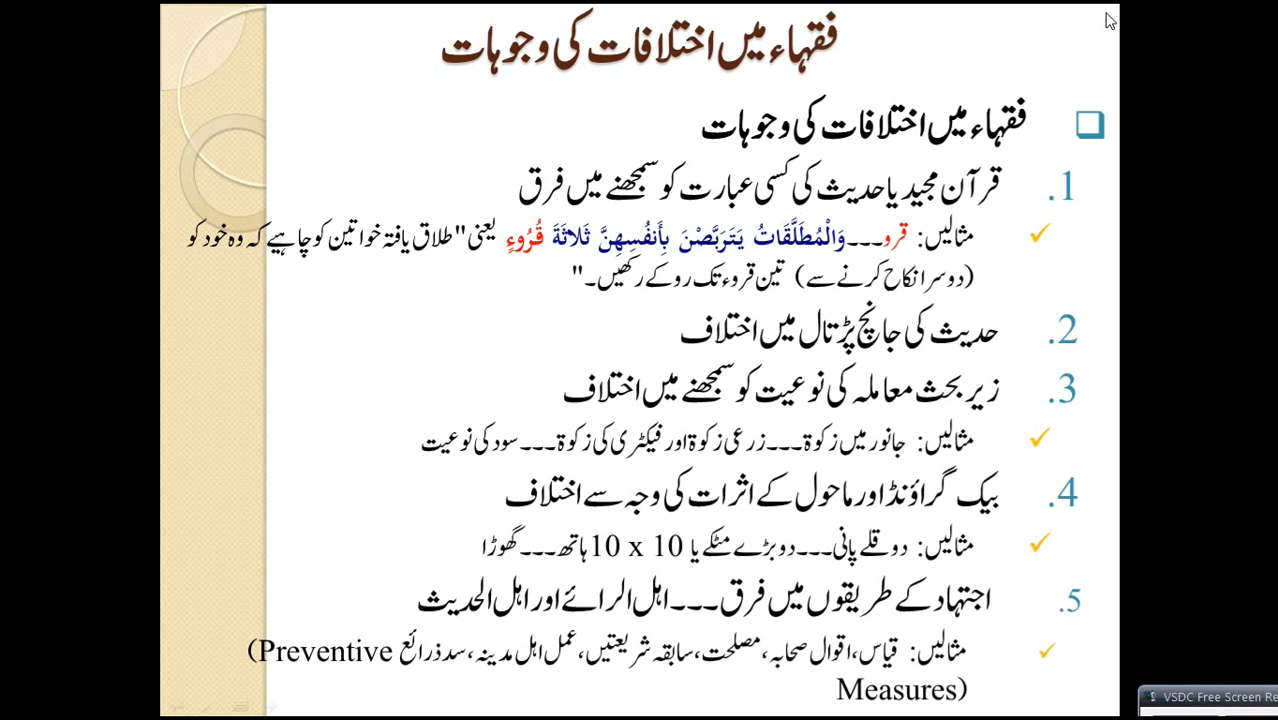 فقہاء میں اختلافات کی وجوہات
❑ فقہاء میں اختلافات کی وجوہات
1. قرآن مجید یا حدیث کی کسی عبارت کو سمجھنے میں فرق
✓ مثالیں: قرو۔۔۔وَالْمُطَلَّقَاتُ يَتَرَبَّصْنَ بِأَنفُسِهِنَّ ثَلاثَةَ قُرُوءٍ یعنی "طلاق یافتہ خواتین کو چاہیے کہ وہ خود کو
(دوسرا نکاح کرنے سے) تین قروء تک روکے رکھیں۔"
2. حدیث کی جانچ پڑتال میں اختلاف
3. زیر بحث معاملہ کی نوعیت کو سمجھنے میں اختلاف
✓ مثالیں: جانور میں زکوۃ۔۔۔زرعی زکوۃ اور فیکٹری کی زکوۃ۔۔۔سود کی نوعیت
4. بیک گراؤنڈ اور ماحول کے اثرات کی وجہ سے اختلاف
✓ مثالیں: دو قلے پانی۔۔۔دو بڑے مٹکے یا 10 x 10 ہاتھ۔۔۔گھوڑا
5. اجتہاد کے طریقوں میں فرق۔۔۔اہل الرائے اور اہل الحدیث
✓ مثالیں: قیاس، اقوال صحابہ، مصلحت، سابقہ شریعتیں، عمل اہل مدینہ، سد ذرائع (Preventive
Measures)
VSDC Free Screen Re